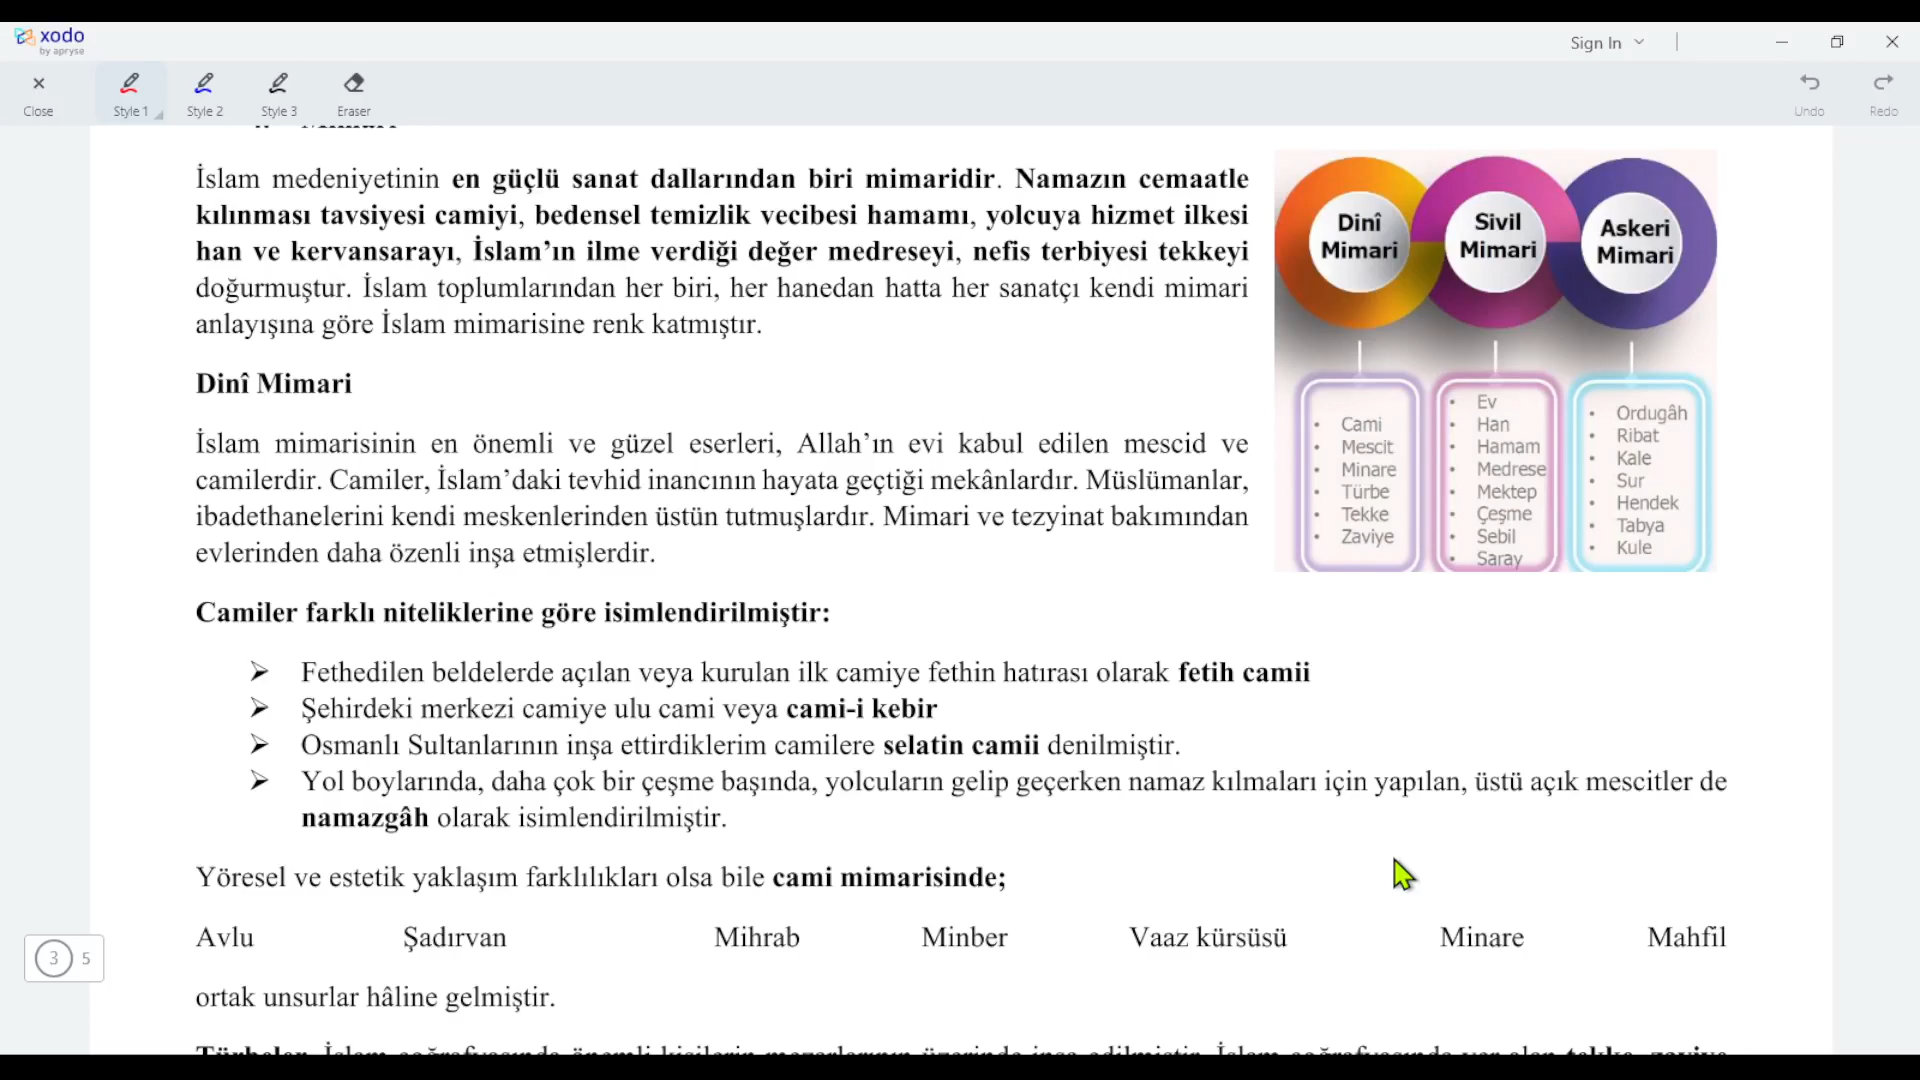 xodo
by apryse
Sign In
Close
Style 1
Style 2
Style 3
Eraser
Undo
Redo
İslam medeniyetinin en güçlü sanat dallarından biri mimaridir. Namazın cemaatle
kılınması tavsiyesi camiyi, bedensel temizlik vecibesi hamamı, yolcuya hizmet ilkesi
han ve kervansarayı, İslam’ın ilme verdiği değer medreseyi, nefis terbiyesi tekkeyi
doğurmuştur. İslam toplumlarından her biri, her hanedan hatta her sanatçı kendi mimari
anlayışına göre İslam mimarisine renk katmıştır.
Dinî Mimari
İslam mimarisinin en önemli ve güzel eserleri, Allah’ın evi kabul edilen mescid ve
camilerdir. Camiler, İslam’daki tevhid inancının hayata geçtiği mekânlardır. Müslümanlar,
ibadethanelerini kendi meskenlerinden üstün tutmuşlardır. Mimari ve tezyinat bakımından
evlerinden daha özenli inşa etmişlerdir.
Dinî
Mimari
Sivil
Mimari
Askeri
Mimari
• Cami
• Mescit
• Minare
• Türbe
• Tekke
• Zaviye
• Ev
• Han
• Hamam
• Medrese
• Mektep
• Çeşme
• Sebil
• Saray
• Ordugâh
• Ribat
• Kale
• Sur
• Hendek
• Tabya
• Kule
Camiler farklı niteliklerine göre isimlendirilmiştir:
➢ Fethedilen beldelerde açılan veya kurulan ilk camiye fethin hatırası olarak fetih camii
➢ Şehirdeki merkezi camiye ulu cami veya cami-i kebir
➢ Osmanlı Sultanlarının inşa ettirdiklerim camilere selatin camii denilmiştir.
➢ Yol boylarında, daha çok bir çeşme başında, yolcuların gelip geçerken namaz kılmaları için yapılan, üstü açık mescitler de
namazgâh olarak isimlendirilmiştir.
Yöresel ve estetik yaklaşım farklılıkları olsa bile cami mimarisinde;
Avlu Şadırvan Mihrab Minber Vaaz kürsüsü Minare Mahfil
3 5
ortak unsurlar hâline gelmiştir.